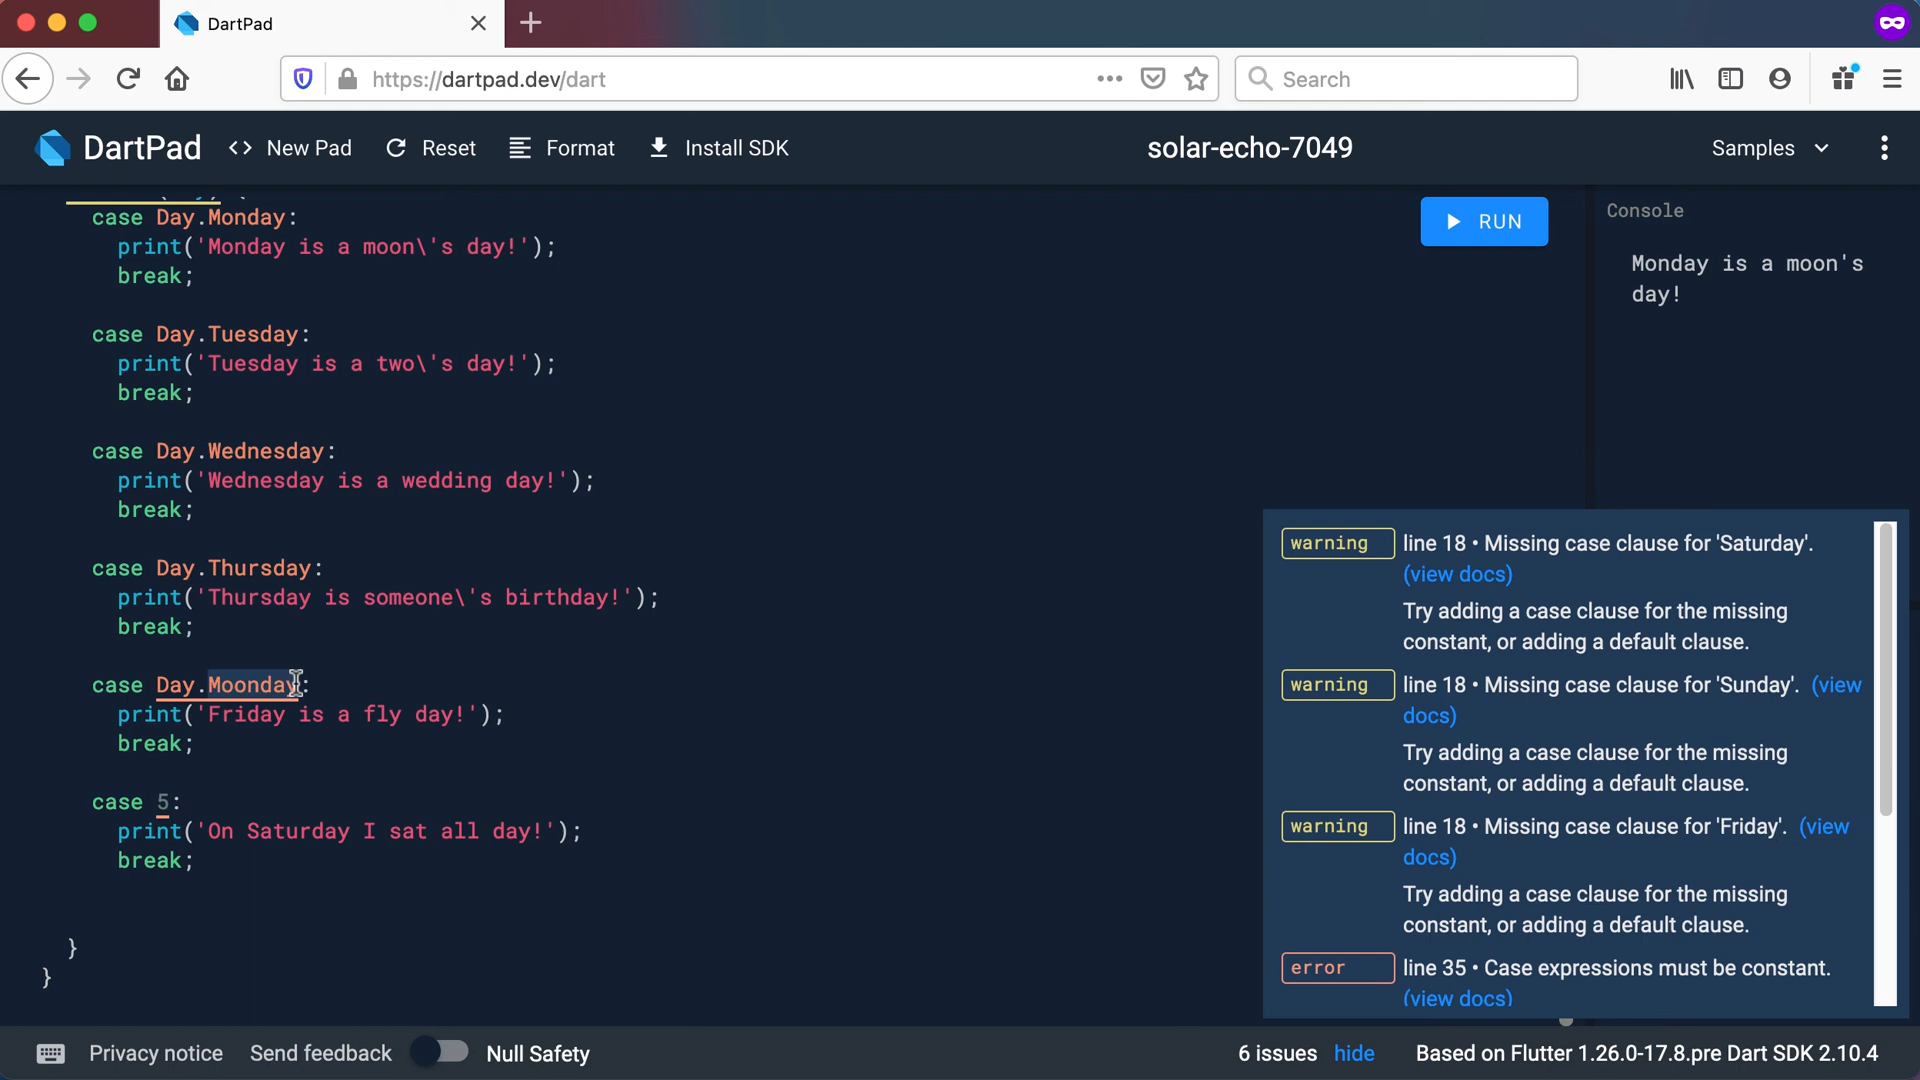 DartPad
https://dartpad.dev/dart
Search
DartPad
New Pad
Reset
Format
Install SDK
solar-echo-7049
Samples
case Day.Monday:
print('Monday is a moon\'s day!');
break;
case Day.Tuesday:
print('Tuesday is a two\'s day!');
break;
case Day.Wednesday:
print('Wednesday is a wedding day!');
break;
case Day.Thursday:
print('Thursday is someone\'s birthday!');
break;
case Day.Moonday:
print('Friday is a fly day!');
break;
case 5:
print('On Saturday I sat all day!');
break;
}
}
RUN
Console
Monday is a moon's
day!
warning line 18 • Missing case clause for 'Saturday'.
(view docs)
Try adding a case clause for the missing
constant, or adding a default clause.
warning line 18 • Missing case clause for 'Sunday'. (view
docs)
Try adding a case clause for the missing
constant, or adding a default clause.
warning line 18 • Missing case clause for 'Friday'. (view
docs)
Try adding a case clause for the missing
constant, or adding a default clause.
error line 35 • Case expressions must be constant.
(view docs)
Privacy notice
Send feedback
Null Safety
6 issues hide
Based on Flutter 1.26.0-17.8.pre Dart SDK 2.10.4